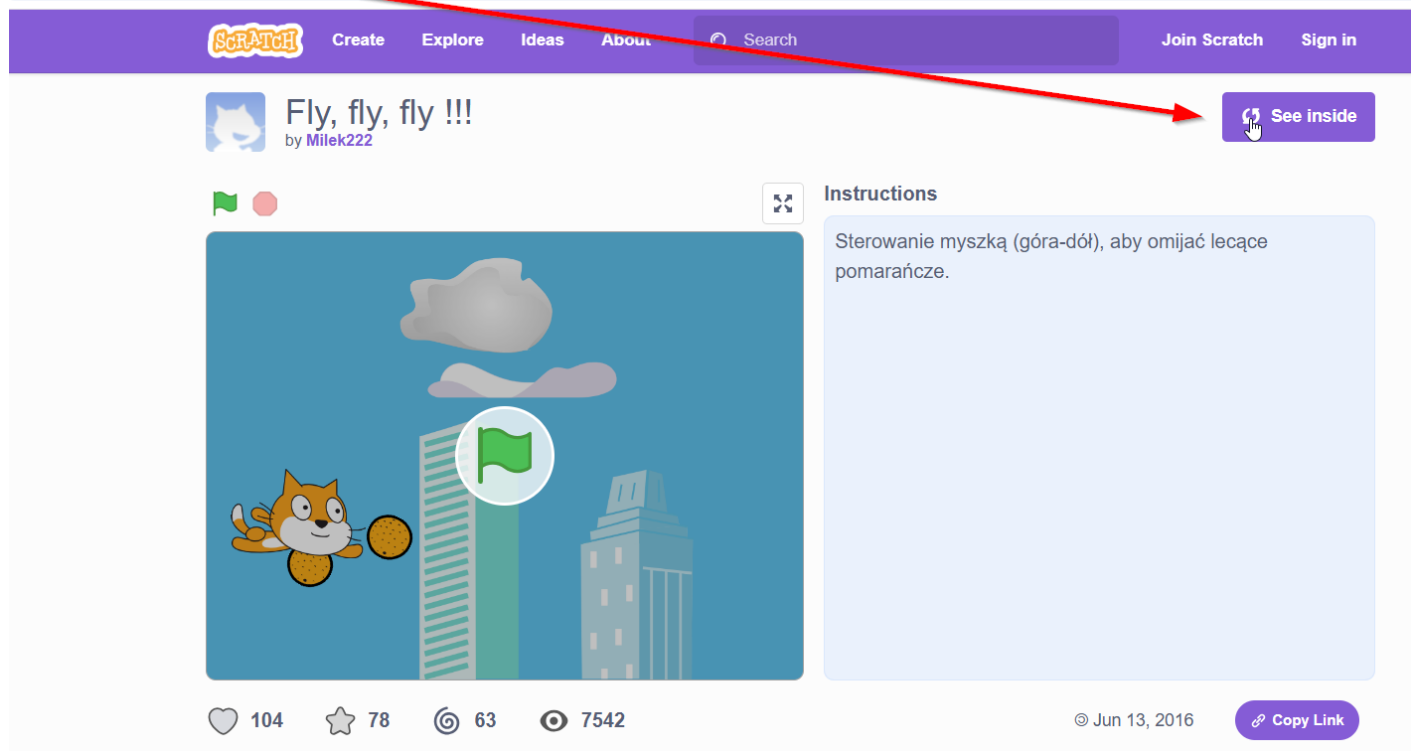 SCRATCH Create Explore Ideas About Search Join Scratch Sign in
Fly, fly, fly !!!
by Milek222
See inside
Instructions
Sterowanie myszką (góra-dół), aby omijać lecące
pomarańcze.
104 78 63 7542
Jun 13, 2016
Copy Link